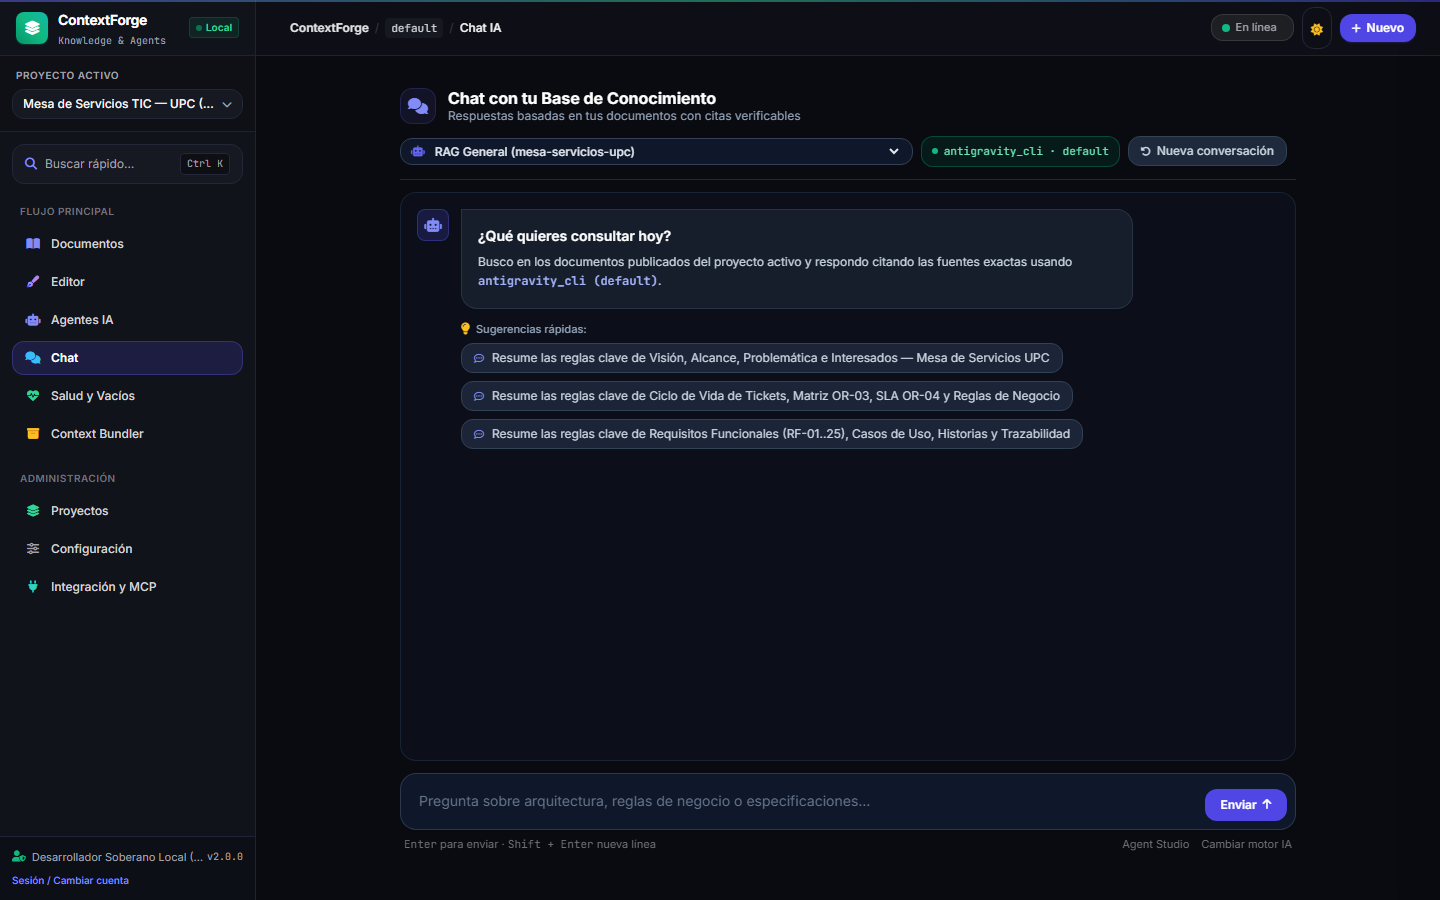 ContextForge
Knowledge & Agents
Local
PROYECTO ACTIVO
Mesa de Servicios TIC — UPC (...
Buscar rápido...
Ctrl K
FLUJO PRINCIPAL
Documentos
Editor
Agentes IA
Chat
Salud y Vacíos
Context Bundler
ADMINISTRACIÓN
Proyectos
Configuración
Integración y MCP
Desarrollador Soberano Local (... v2.0.0
Sesión / Cambiar cuenta
ContextForge / default / Chat IA
En línea
+ Nuevo
Chat con tu Base de Conocimiento
Respuestas basadas en tus documentos con citas verificables
RAG General (mesa-servicios-upc)
antigravity_cli · default
Nueva conversación
¿Qué quieres consultar hoy?
Busco en los documentos publicados del proyecto activo y respondo citando las fuentes exactas usando
antigravity_cli (default).
Sugerencias rápidas:
Resume las reglas clave de Visión, Alcance, Problemática e Interesados — Mesa de Servicios UPC
Resume las reglas clave de Ciclo de Vida de Tickets, Matriz OR-03, SLA OR-04 y Reglas de Negocio
Resume las reglas clave de Requisitos Funcionales (RF-01..25), Casos de Uso, Historias y Trazabilidad
Pregunta sobre arquitectura, reglas de negocio o especificaciones...
Enviar ↑
Enter para enviar · Shift + Enter nueva línea
Agent Studio
Cambiar motor IA